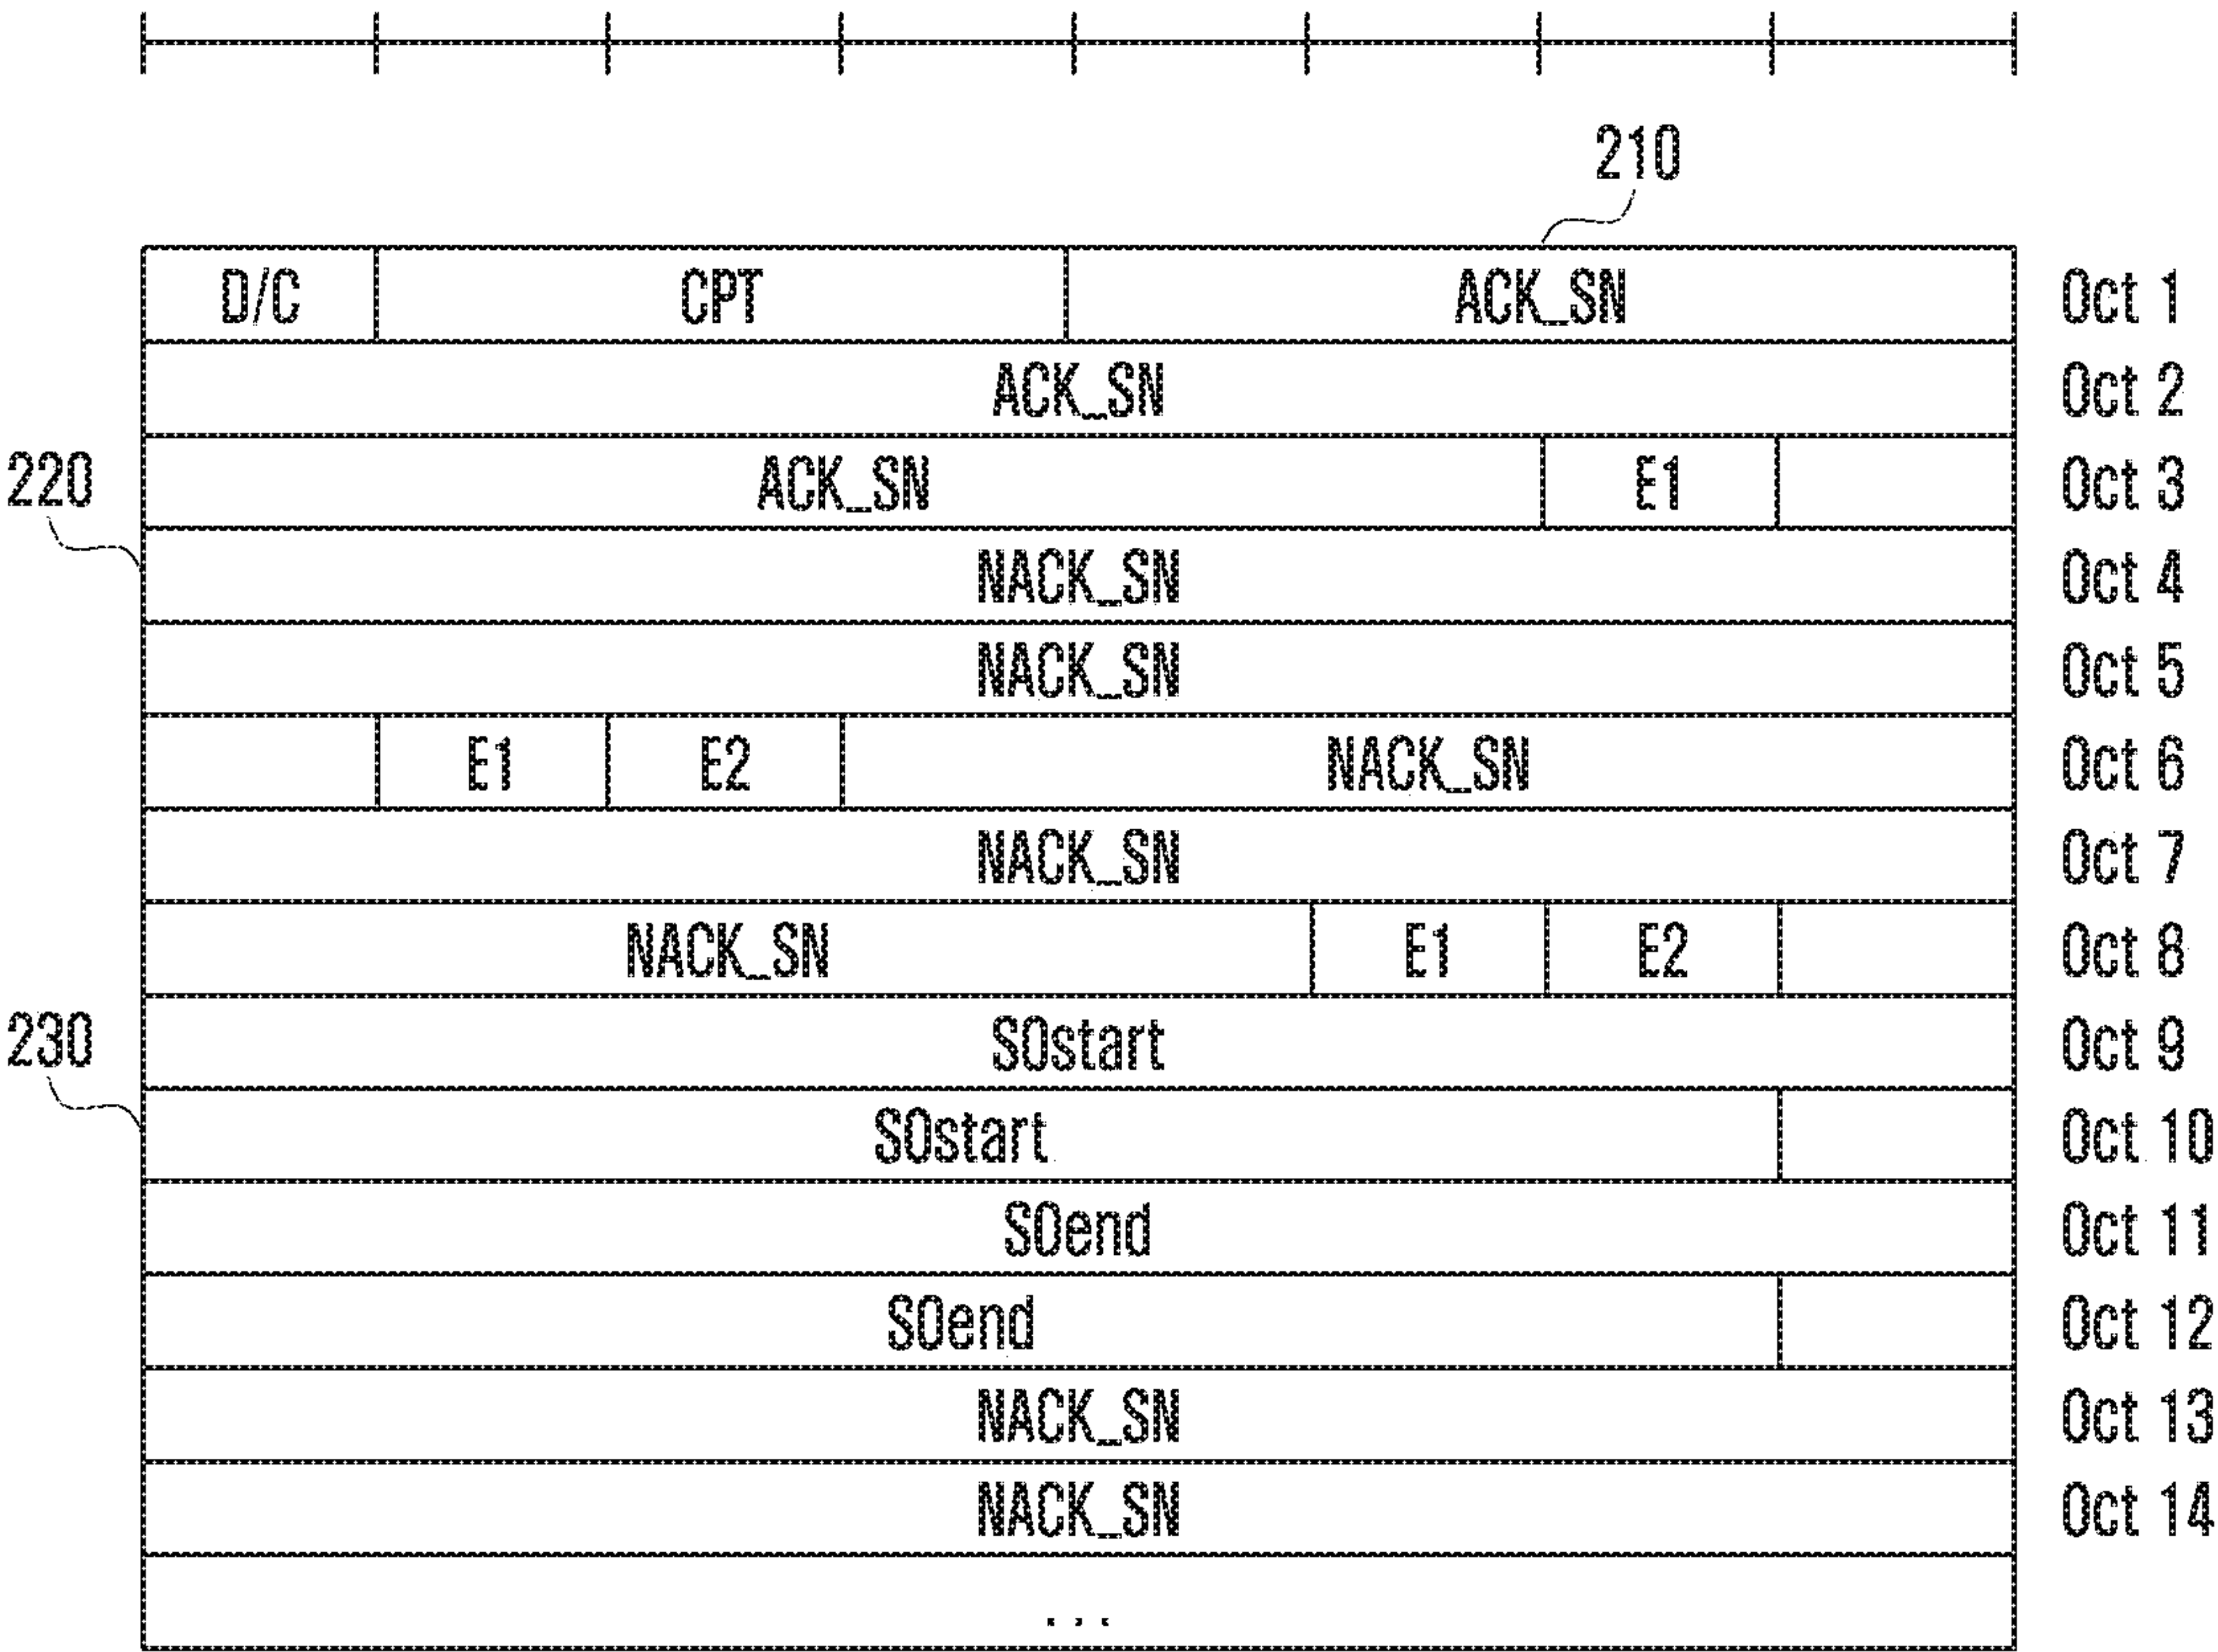 210
D/C CPT ACK_SN Oct 1
ACK_SN Oct 2
220 ACK_SN E1 Oct 3
NACK_SN Oct 4
NACK_SN Oct 5
E1 E2 NACK_SN Oct 6
NACK_SN Oct 7
NACK_SN E1 E2 Oct 8
230 SOstart Oct 9
SOstart Oct 10
SOend Oct 11
SOend Oct 12
NACK_SN Oct 13
NACK_SN Oct 14
...